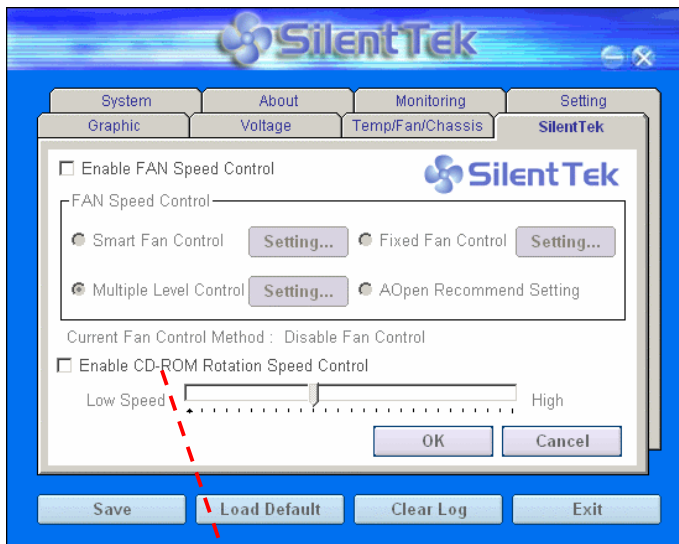 SilentTek
System About Monitoring Setting
Graphic Voltage Temp/Fan/Chassis SilentTek
Enable FAN Speed Control
SilentTek
FAN Speed Control
Smart Fan Control Setting... Fixed Fan Control Setting...
Multiple Level Control Setting... AOpen Recommend Setting
Current Fan Control Method : Disable Fan Control
Enable CD-ROM Rotation Speed Control
Low Speed High
OK Cancel
Save Load Default Clear Log Exit